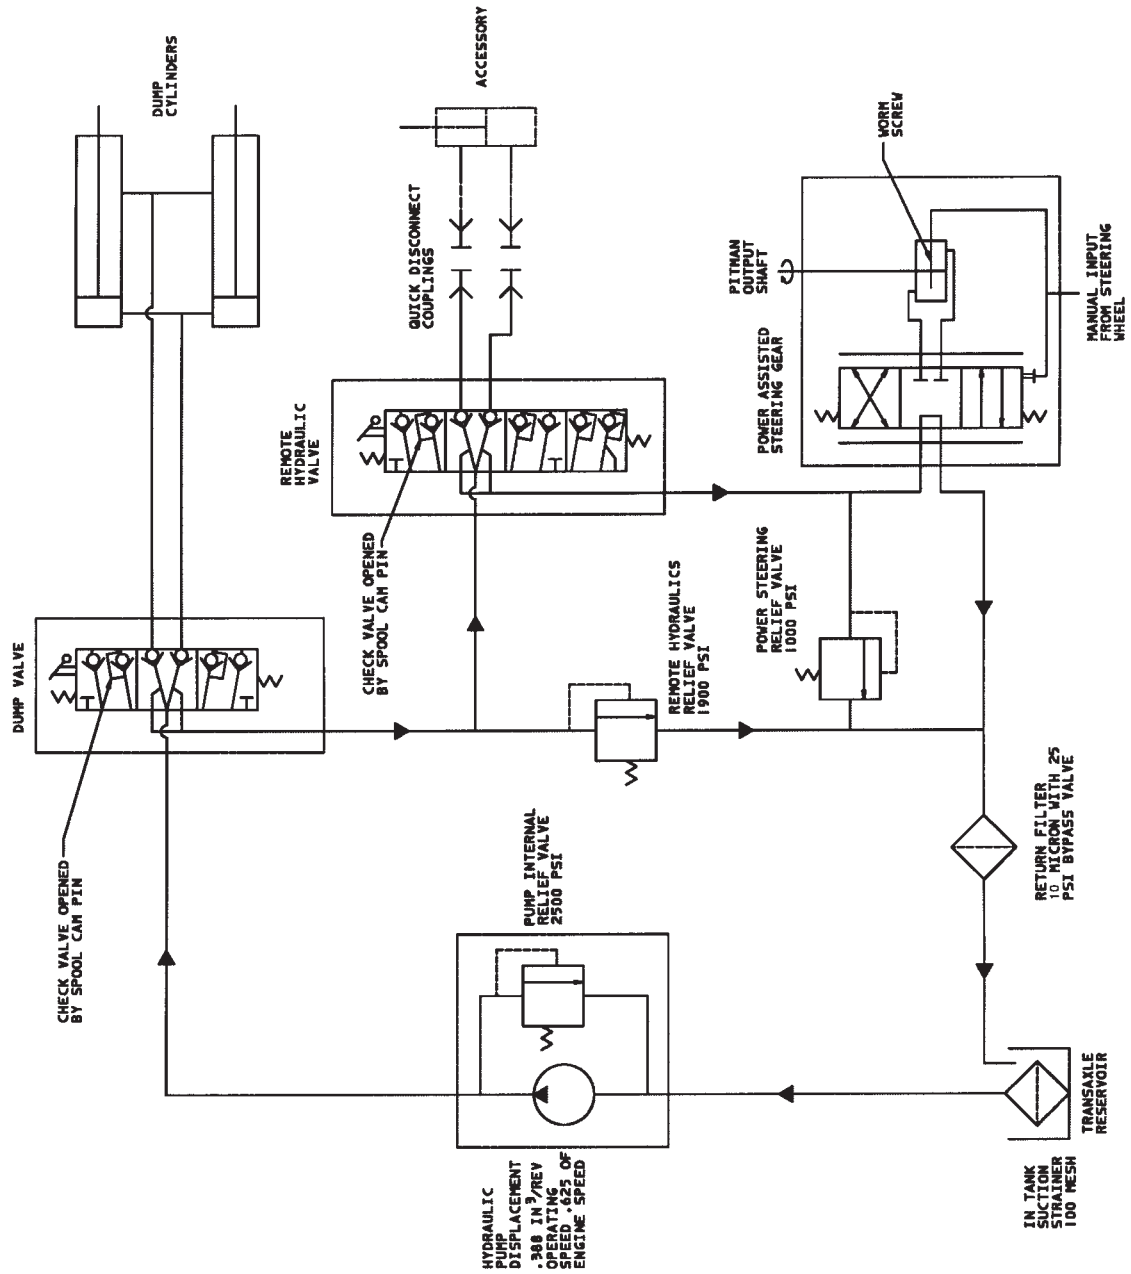 DUMP
CYLINDERS
ACCESSORY
QUICK DISCONNECT
COUPLINGS
WORM
SCREW
PITMAN
OUTPUT
SHAFT
MANUAL INPUT
FROM STEERING
WHEEL
POWER ASSISTED
STEERING GEAR
REMOTE
HYDRAULIC
VALVE
DUMP VALVE
CHECK VALVE OPENED
BY SPOOL CAM PIN
REMOTE HYDRAULICS
RELIEF VALVE
1900 PSI
POWER STEERING
RELIEF VALVE
1000 PSI
CHECK VALVE OPENED
BY SPOOL CAM PIN
PUMP INTERNAL
RELIEF VALVE
2500 PSI
RETURN FILTER
10 MICRON WITH 25
PSI BYPASS VALVE
HYDRAULIC
PUMP
DISPLACEMENT
.388 IN³/REV
OPERATING
SPEED .625 OF
ENGINE SPEED
TRANSAXLE
RESERVOIR
IN TANK
SUCTION
STRAINER
100 MESH